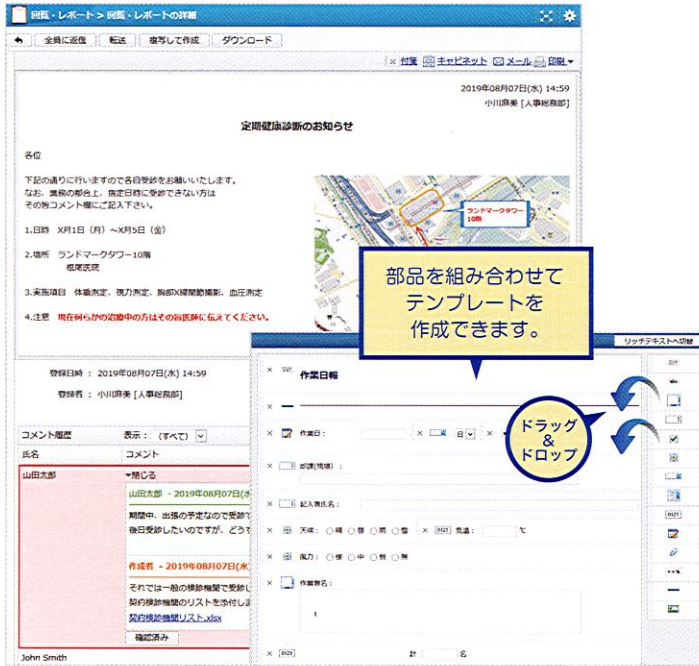 回覧・レポート > 回覧・レポートの詳細
全員に返信 転送 複写して作成 ダウンロード
× 付箋 キャビネット メール 印刷
2019年08月07日(水) 14:59
小川麻美 [人事総務部]
定期健康診断のお知らせ
各位
下記の通りに行いますので各自受診をお願いいたします。
なお、業務の都合上、指定日時に受診できない方は
その旨コメント欄にご記入下さい。
1.日時 X月1日（月）～X月5日（金）
2.場所 ランドマークタワー10階
3.実施項目 体重測定、視力測定、胸部X線間節撮影、血圧測定
4.注意 現在何らかの治療中の方はその旨医師に伝えてください。
ランドマークタワー
10階
部品を組み合わせて
テンプレートを
作成できます。
登録日時 : 2019年08月07日(水) 14:59
登録者 : 小川麻美 [人事総務部]
コメント履歴 表示: (すべて)
氏名 コメント
山田太郎 ▼閉じる
山田太郎 - 2019年08月07日(水
期間中、出張の予定なので受診で
後日受診したいのですが、どうす
作成者 - 2019年08月07日(水
それでは一般の検診機関で受診し
契約検診機関のリストを添付しま
契約検診機関リスト.xlsx
確認済み
John Smith
リッチテキストへ切替
× 作業日報
×
× 作業日: × 日 ×
× 部課(現場) :
× 記入者氏名 :
× 天候: 晴 曇 雨 雪 × 0123 気温: ℃
× 風力: 強 中 弱 無
× 作業者名 :
× 0123 計 名
ドラッグ
&
ドロップ
0123